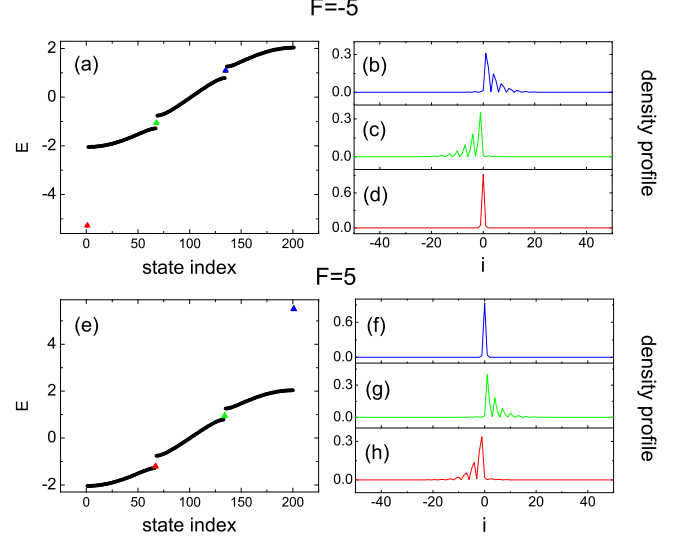 F=-5
(a)
2
0
-2
-4
E
0 50 100 150 200
state index
(b)
0.3
0.0
(c)
0.3
0.0
(d)
0.6
0.0
-40 -20 0 20 40
i
density profile
F=5
(e)
6
4
2
0
-2
E
0 50 100 150 200
state index
(f)
0.6
0.0
(g)
0.3
0.0
(h)
0.3
0.0
-40 -20 0 20 40
i
density profile